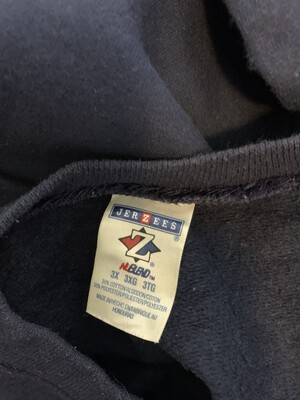 JERZEES
®
Z
®
NUBLEND™
3X 3XG 3TG
50% COTTON/ALGODON/COTON
50% POLYESTER/POLIESTER/POLYESTER
MADE IN/HECHO EN/FABRIQUE AU
HONDURAS